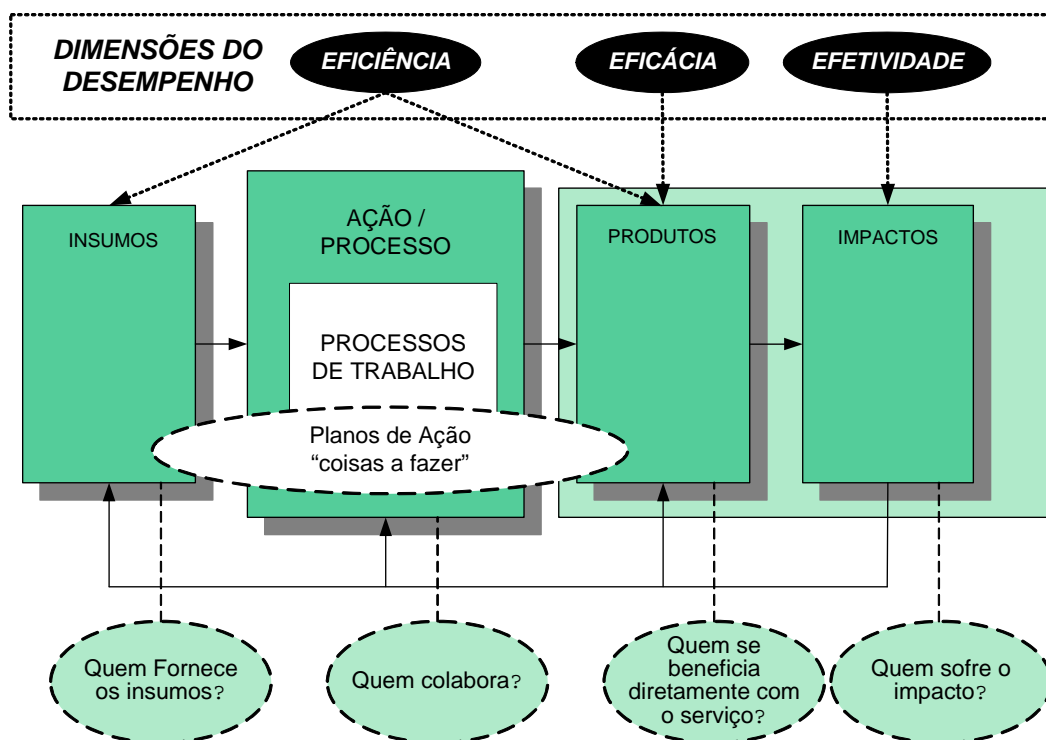 DIMENSÕES DO
DESEMPENHO
EFICIÊNCIA
EFICÁCIA
EFETIVIDADE
INSUMOS
AÇÃO /
PROCESSO
PROCESSOS
DE TRABALHO
Planos de Ação
“coisas a fazer”
PRODUTOS
IMPACTOS
Quem Fornece
os insumos?
Quem colabora?
Quem se
beneficia
diretamente com
o serviço?
Quem sofre o
impacto?